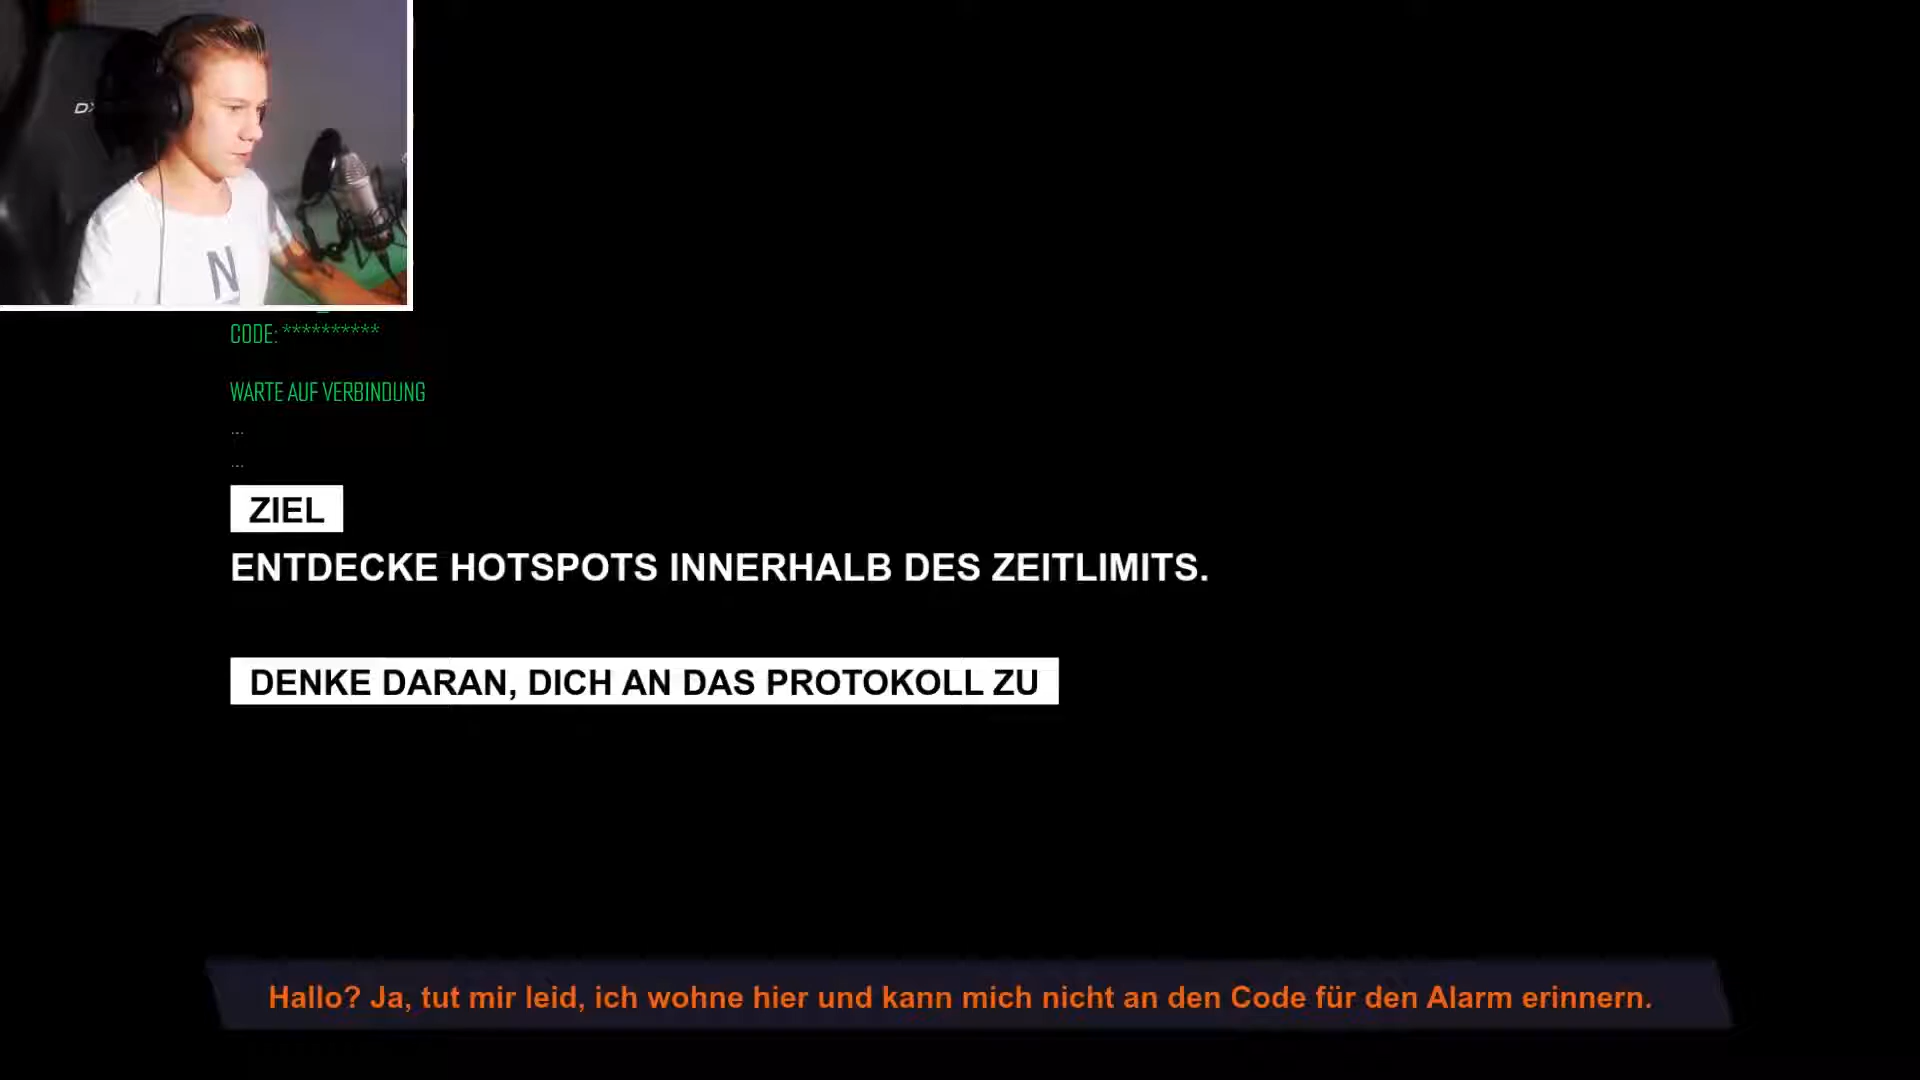 DX
N
CODE: **********
WARTE AUF VERBINDUNG
...
...
ZIEL
ENTDECKE HOTSPOTS INNERHALB DES ZEITLIMITS.
DENKE DARAN, DICH AN DAS PROTOKOLL ZU
Hallo? Ja, tut mir leid, ich wohne hier und kann mich nicht an den Code für den Alarm erinnern.